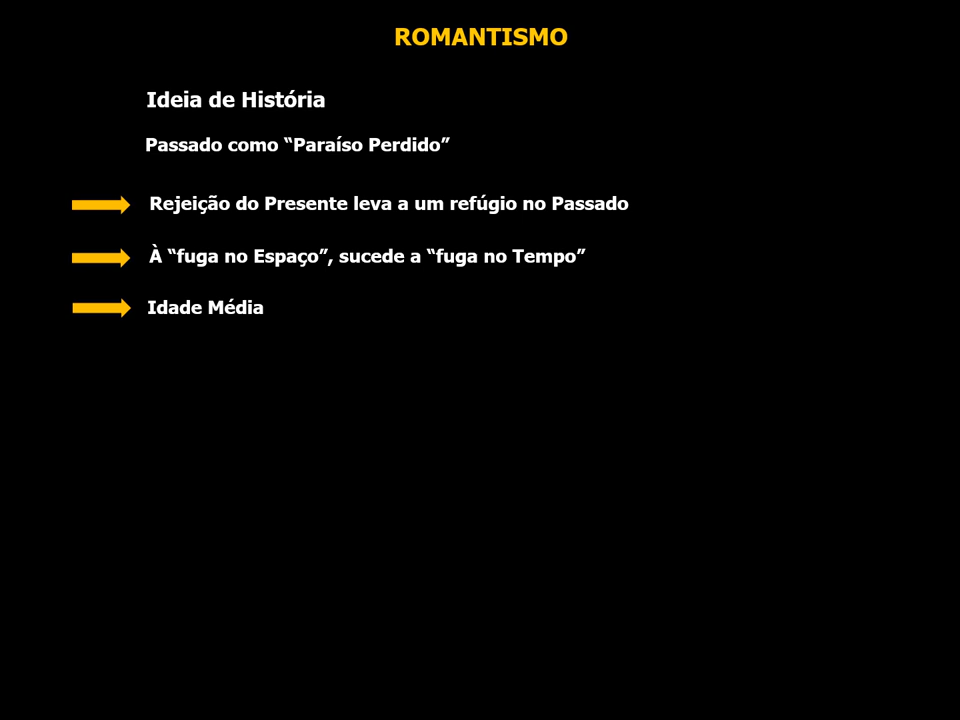 ROMANTISMO
Ideia de História
Passado como “Paraíso Perdido”
Rejeição do Presente leva a um refúgio no Passado
À “fuga no Espaço”, sucede a “fuga no Tempo”
Idade Média